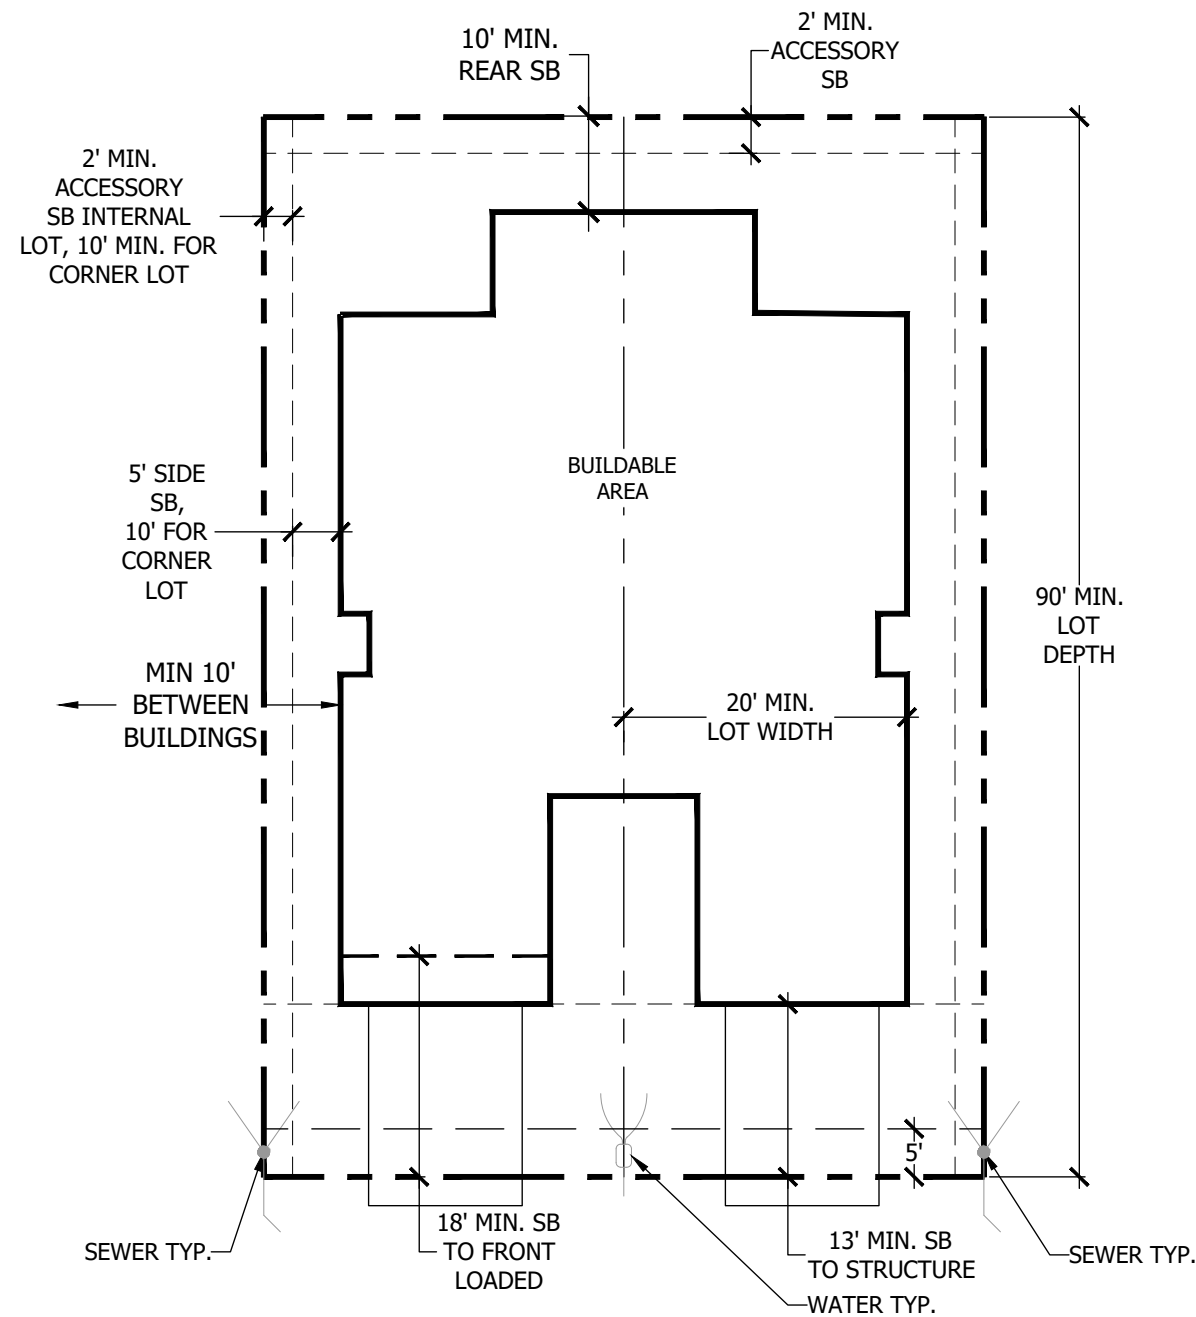 10' MIN.
REAR SB
2' MIN.
ACCESSORY
SB
2' MIN.
ACCESSORY
SB INTERNAL
LOT, 10' MIN. FOR
CORNER LOT
BUILDABLE
AREA
5' SIDE
SB,
10' FOR
CORNER
LOT
90' MIN.
LOT
DEPTH
MIN 10'
BETWEEN
BUILDINGS
20' MIN.
LOT WIDTH
5'
SEWER TYP.
18' MIN. SB
TO FRONT
LOADED
13' MIN. SB
TO STRUCTURE
WATER TYP.
SEWER TYP.